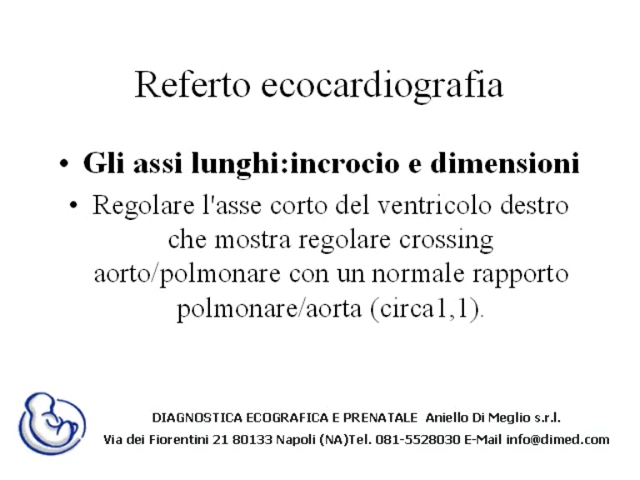 Referto ecocardiografia
• Gli assi lunghi:incrocio e dimensioni
• Regolare l'asse corto del ventricolo destro
che mostra regolare crossing
aorto/polmonare con un normale rapporto
polmonare/aorta (circa1,1).
DIAGNOSTICA ECOGRAFICA E PRENATALE Aniello Di Meglio s.r.l.
Via dei Fiorentini 21 80133 Napoli (NA)Tel. 081-5528030 E-Mail info@dimed.com